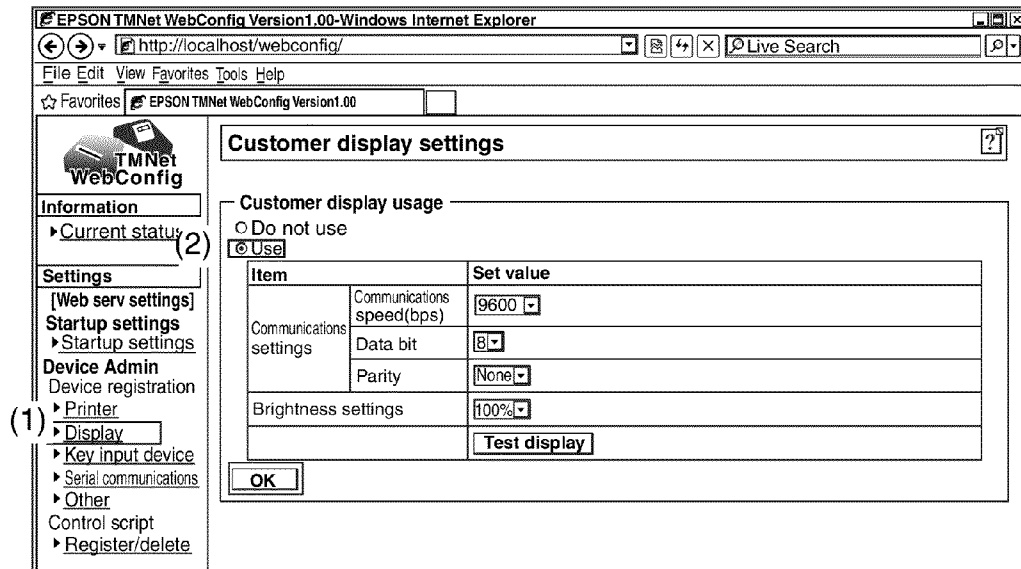 EPSON TMNet WebConfig Version1.00-Windows Internet Explorer
http://localhost/webconfig/
Live Search
File Edit View Favorites Tools Help
Favorites
EPSON TMNet WebConfig Version1.00
TMNet
WebConfig
Information
Current status
(2)
Settings
[Web serv settings]
Startup settings
Startup settings
Device Admin
Device registration
(1)
Printer
Display
Key input device
Serial communications
Other
Control script
Register/delete
Customer display settings
?
Customer display usage
Do not use
Use
Item Set value
Communications settings
Communications speed(bps) 9600
Data bit 8
Parity None
Brightness settings 100%
Test display
OK